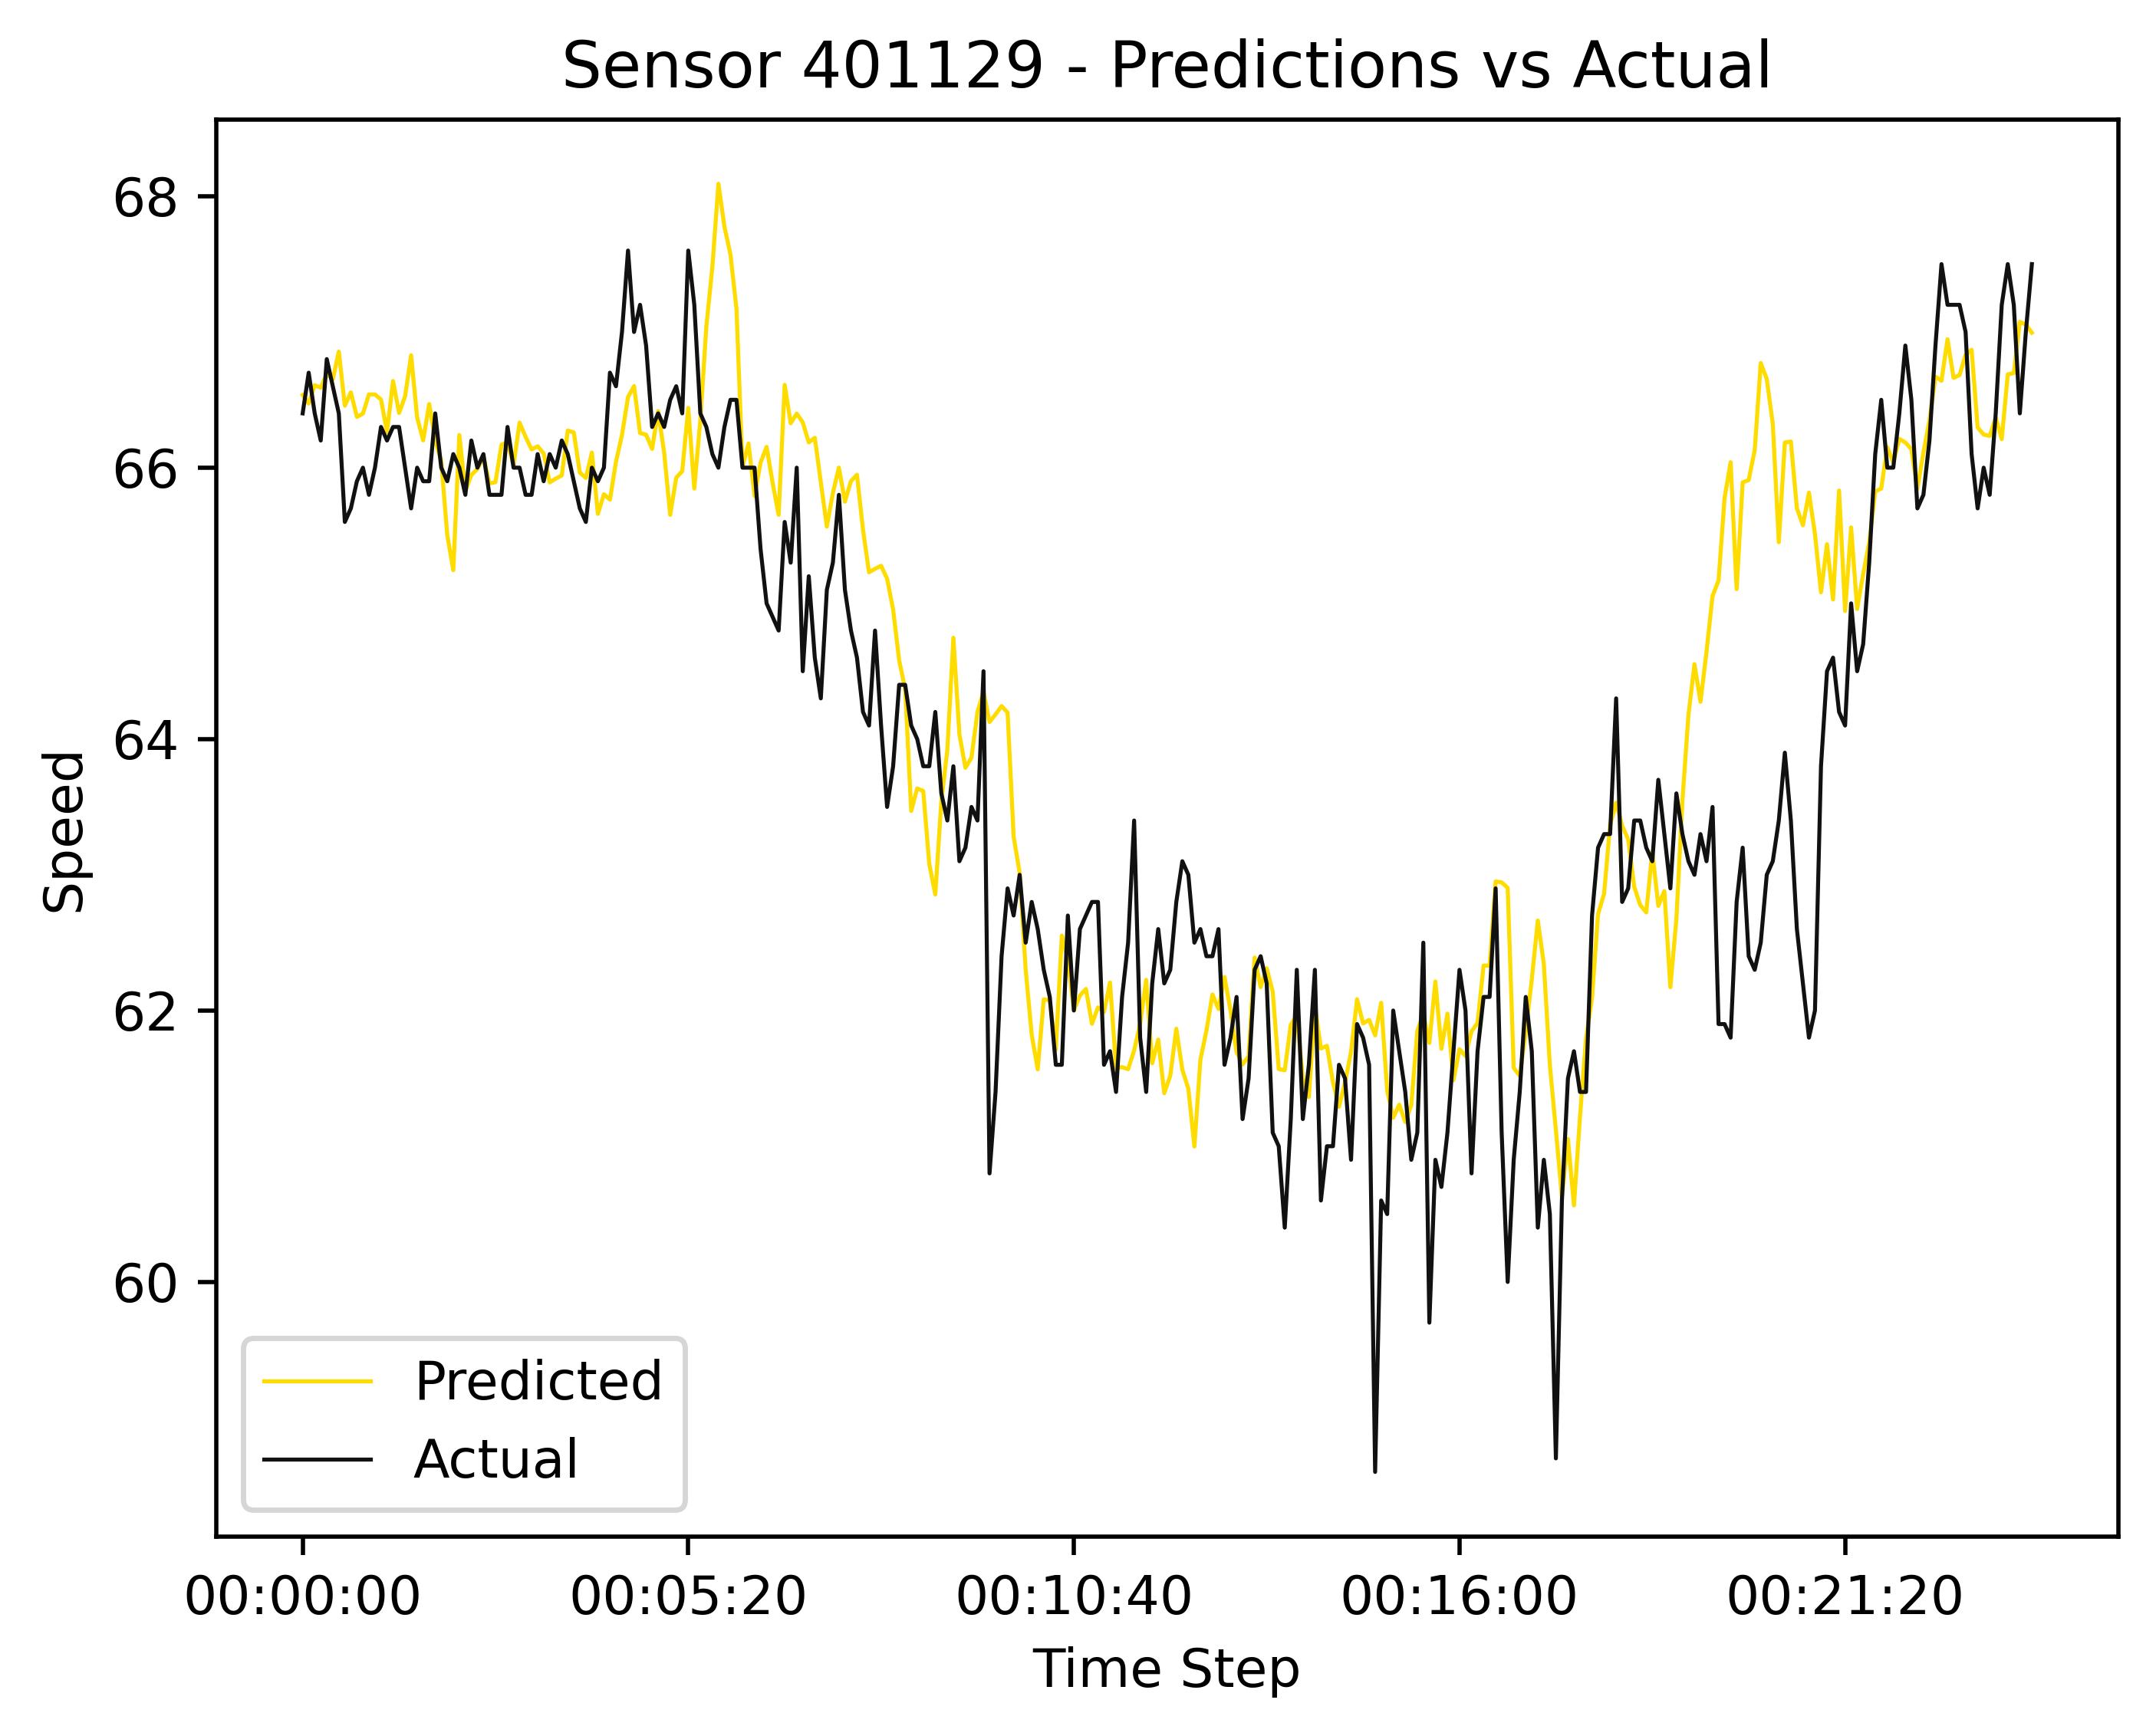 Sensor 401129 - Predictions vs Actual
68
66
64
62
60
Speed
Predicted
Actual
00:00:00 00:05:20 00:10:40 00:16:00 00:21:20
Time Step